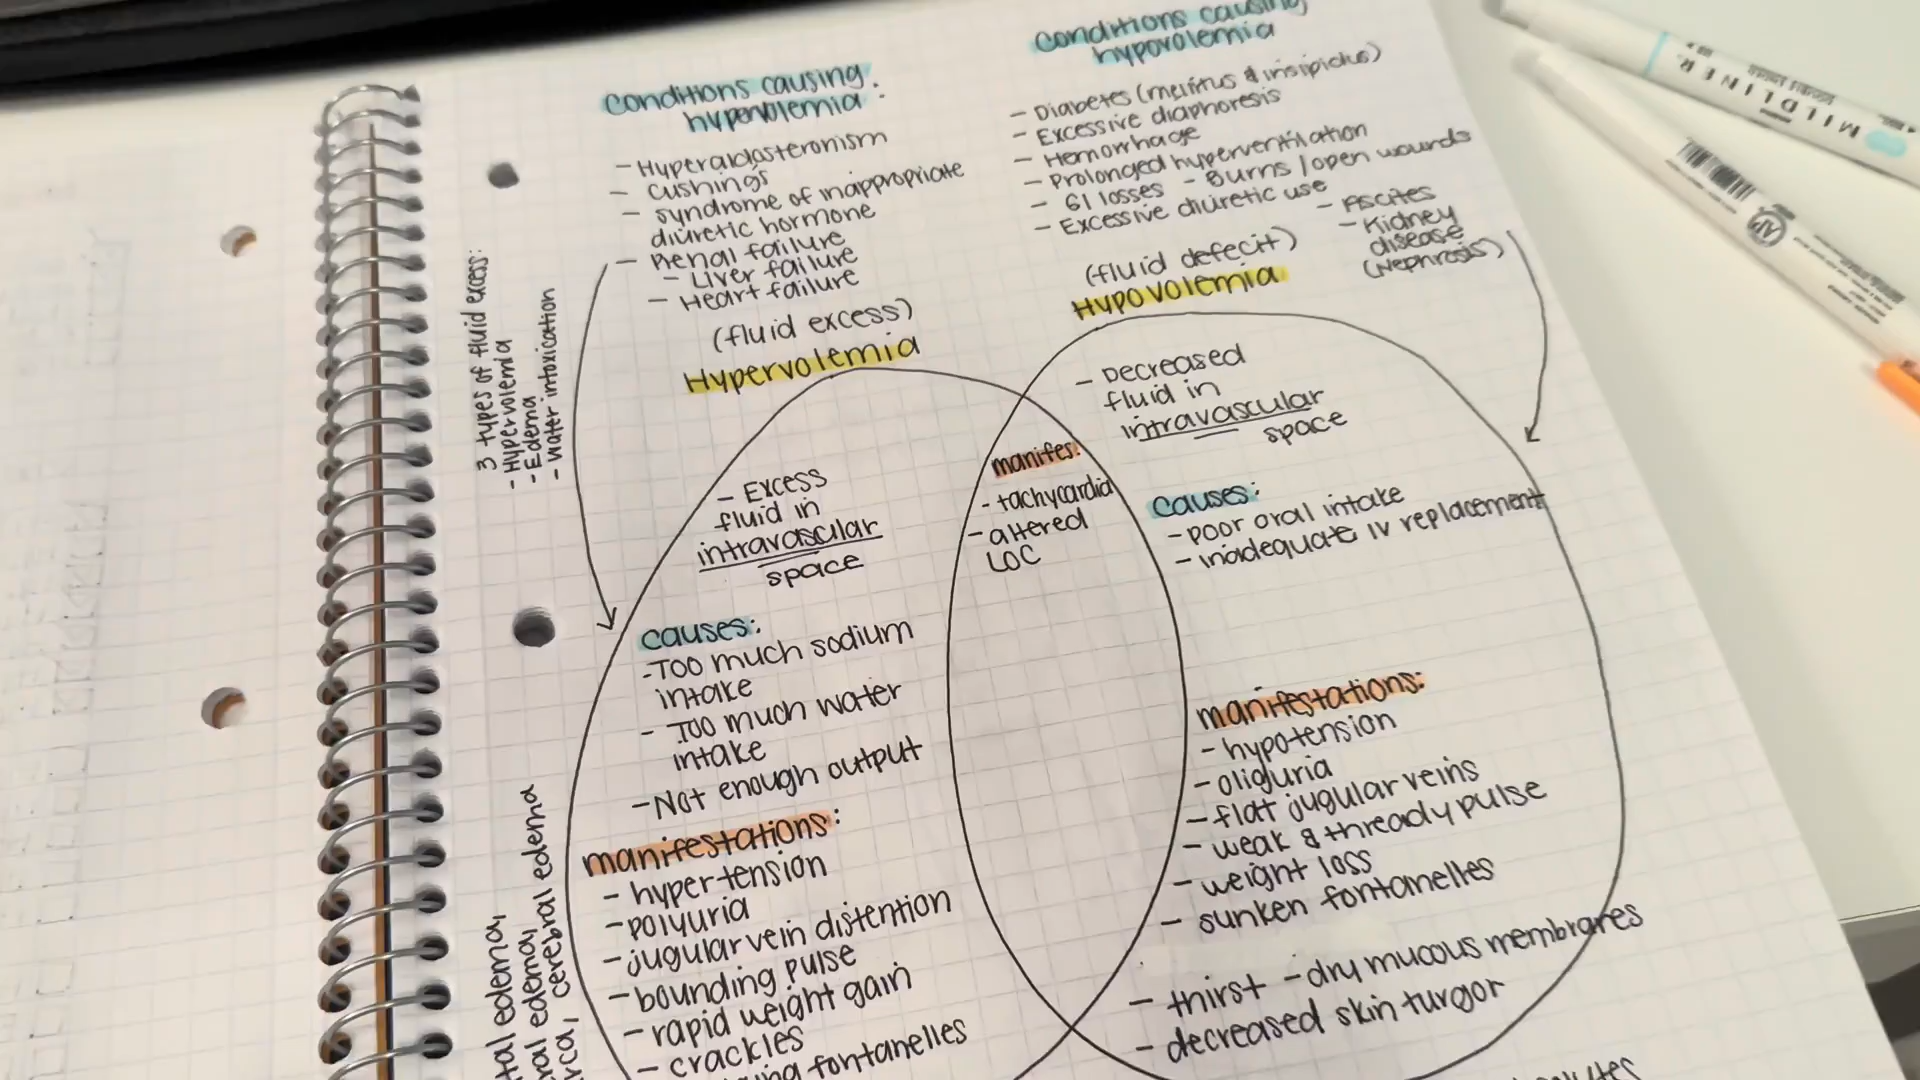 Conditions causing
hypovolemia
- Diabetes (mellitus & insipidus)
- Excessive diaphoresis
- Hemorrhage
- Prolonged hyperventilation
- GI losses - Burns / open wounds
- Excessive diuretic use
- Ascites
- Kidney
disease
(Nephrosis)
(fluid defecit)
Hypovolemia
- Decreased
fluid in
intravascular
space
causes:
- poor oral intake
- inadequate IV replacement
manifestations:
- hypotension
- oliguria
- flat jugular veins
- weak & thready pulse
- weight loss
- sunken fontanelles
- thirst - dry mucous membranes
- decreased skin turgor
manifes:
- tachycardia
- altered
LOC
Conditions causing:
hypervolemia
- Hyperaldosteronism
- Cushings
- syndrome of inappropriate
diuretic hormone
- Renal failure
- Liver failure
- Heart failure
(fluid excess)
Hypervolemia
- Excess
fluid in
intravascular
space
causes:
- Too much sodium
intake
- Too much water
intake
- Not enough output
manifestations:
- hypertension
- polyuria
- jugular vein distention
- bounding pulse
- rapid weight gain
- crackles
fontanelles
3 types of fluid excess:
- Hypervolemia
- Edema
- Water intoxication
edema,
edema, cerebral edema
MILDLINER
AP